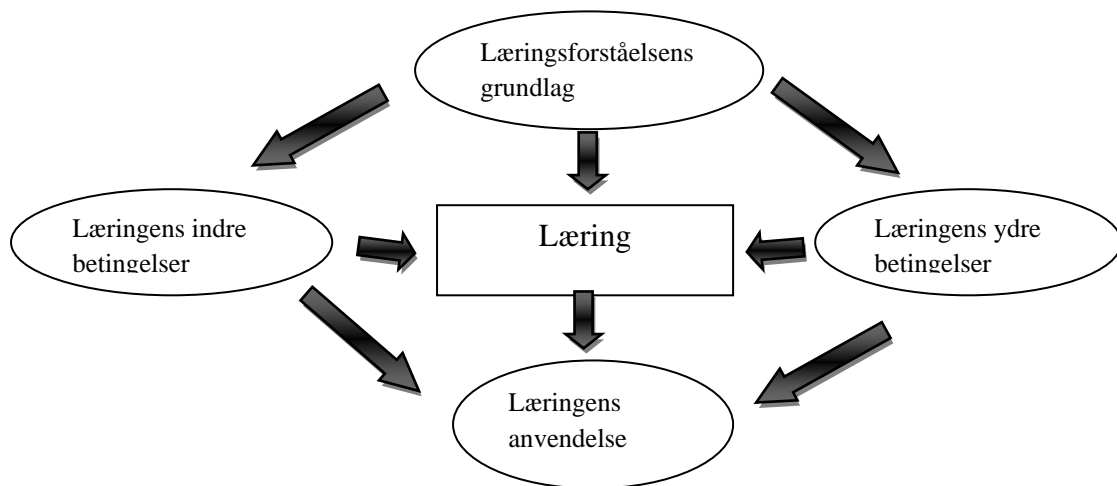 Læringsforståelsens
grundlag
Læringens indre
betingelser
Læring
Læringens ydre
betingelser
Læringens
anvendelse